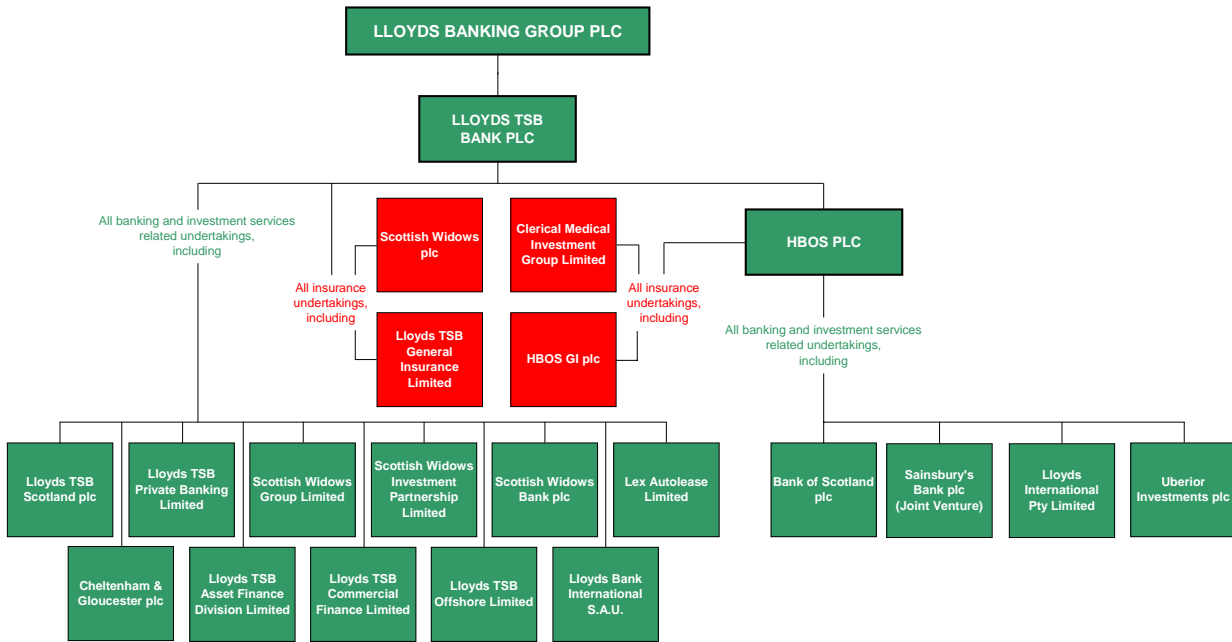 LLOYDS BANKING GROUP PLC
LLOYDS TSB
BANK PLC
All banking and investment services
related undertakings,
including
Scottish Widows
plc
Clerical Medical
Investment
Group Limited
HBOS PLC
All insurance
undertakings,
including
All insurance
undertakings,
including
Lloyds TSB
General
Insurance
Limited
HBOS GI plc
All banking and investment services
related undertakings,
including
Lloyds TSB
Scotland plc
Lloyds TSB
Private Banking
Limited
Scottish Widows
Group Limited
Scottish Widows
Investment
Partnership
Limited
Scottish Widows
Bank plc
Lex Autolease
Limited
Bank of Scotland
plc
Sainsbury's
Bank plc
(Joint Venture)
Lloyds
International
Pty Limited
Uberior
Investments plc
Cheltenham &
Gloucester plc
Lloyds TSB
Asset Finance
Division Limited
Lloyds TSB
Commercial
Finance Limited
Lloyds TSB
Offshore Limited
Lloyds Bank
International
S.A.U.